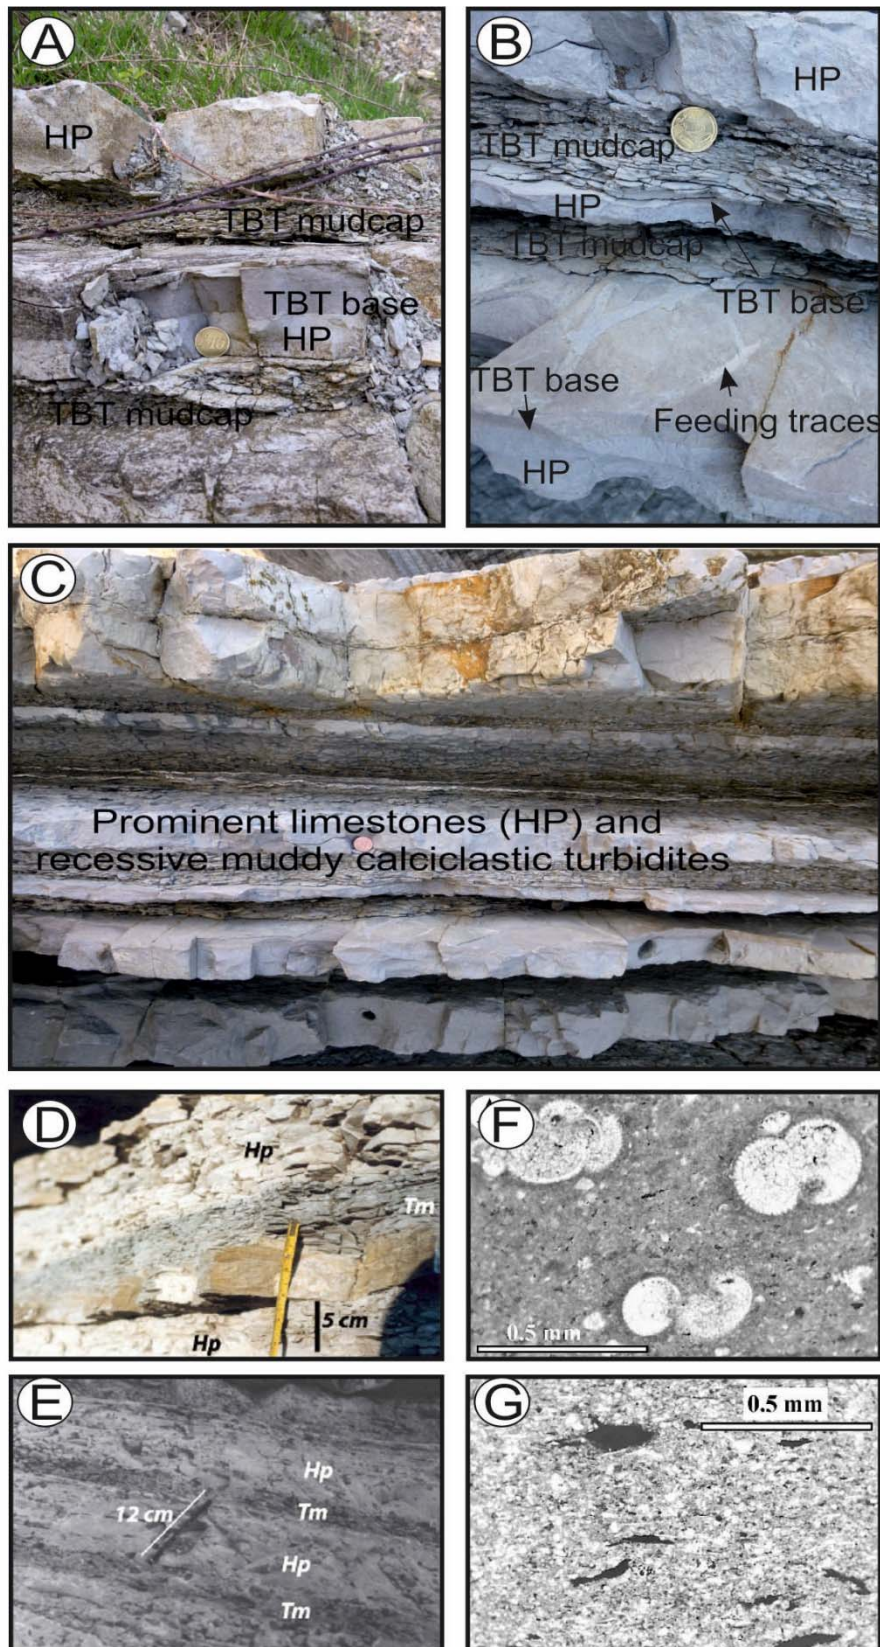 A
HP
TBT mudcap
TBT base
HP
TBT mudcap
B
HP
TBT mudcap
HP
TBT mudcap
TBT base
TBT base
Feeding traces
HP
C
Prominent limestones (HP) and
recessive muddy calciclastic turbidites
D
Hp
Tm
5 cm
Hp
F
0.5 mm
E
Hp
12 cm
Tm
Hp
Tm
G
0.5 mm